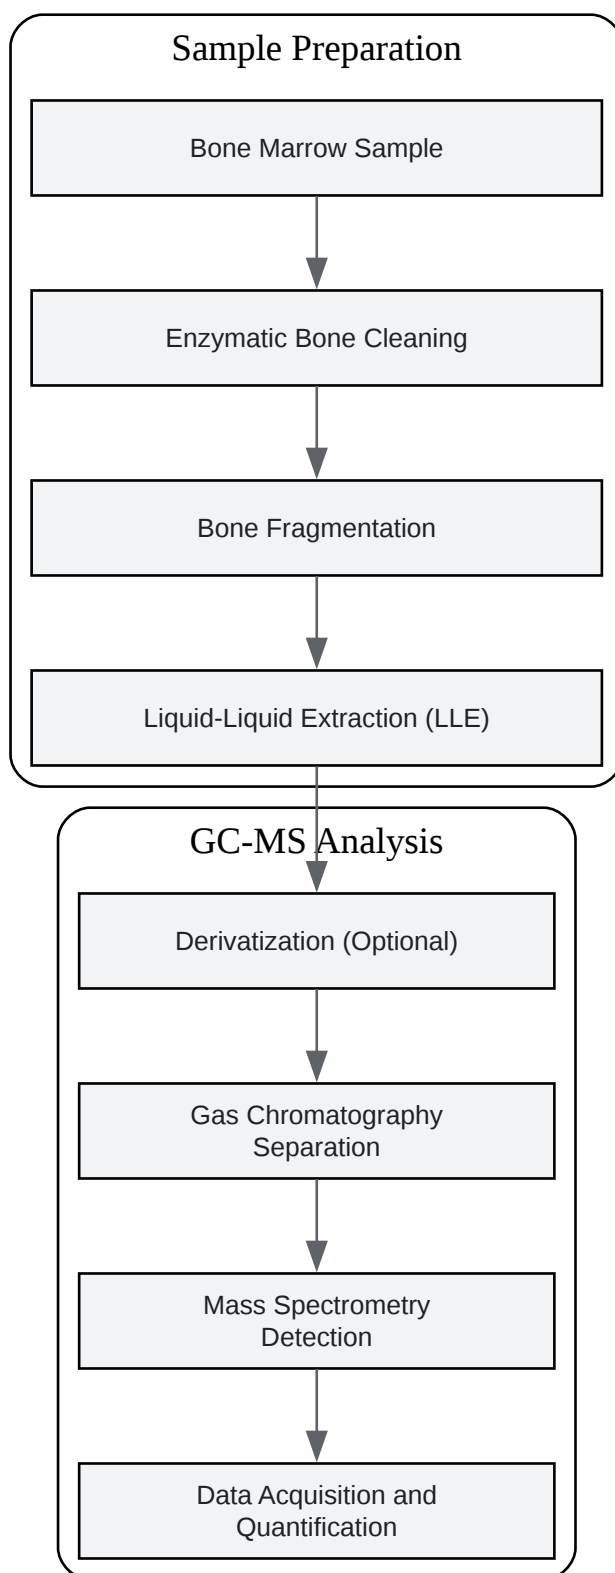 Sample Preparation
Bone Marrow Sample
Enzymatic Bone Cleaning
Bone Fragmentation
Liquid-Liquid Extraction (LLE)
GC-MS Analysis
Derivatization (Optional)
Gas Chromatography
Separation
Mass Spectrometry
Detection
Data Acquisition and
Quantification